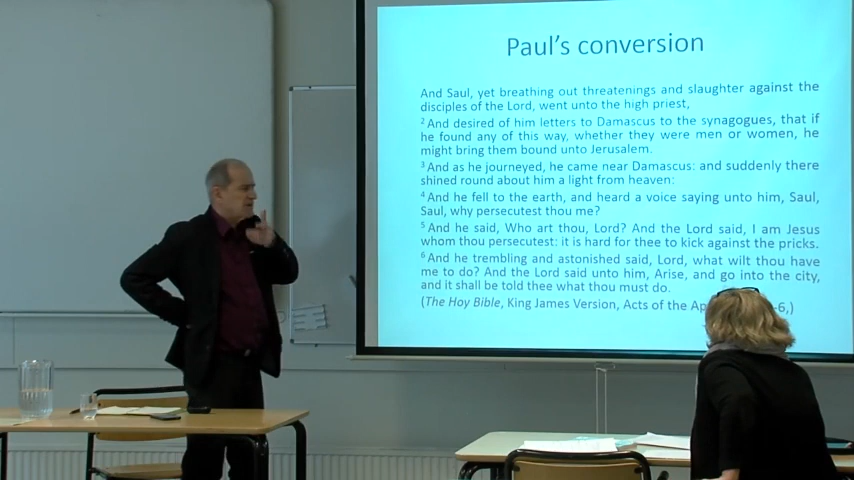 Paul's conversion
And Saul, yet breathing out threatenings and slaughter against the
disciples of the Lord, went unto the high priest,
2 And desired of him letters to Damascus to the synagogues, that if
he found any of this way, whether they were men or women, he
might bring them bound unto Jerusalem.
3 And as he journeyed, he came near Damascus: and suddenly there
shined round about him a light from heaven:
4 And he fell to the earth, and heard a voice saying unto him, Saul,
Saul, why persecutest thou me?
5 And he said, Who art thou, Lord? And the Lord said, I am Jesus
whom thou persecutest: it is hard for thee to kick against the pricks.
6 And he trembling and astonished said, Lord, what wilt thou have
me to do? And the Lord said unto him, Arise, and go into the city,
and it shall be told thee what thou must do.
(The Hoy Bible, King James Version, Acts of the Ap -6,)